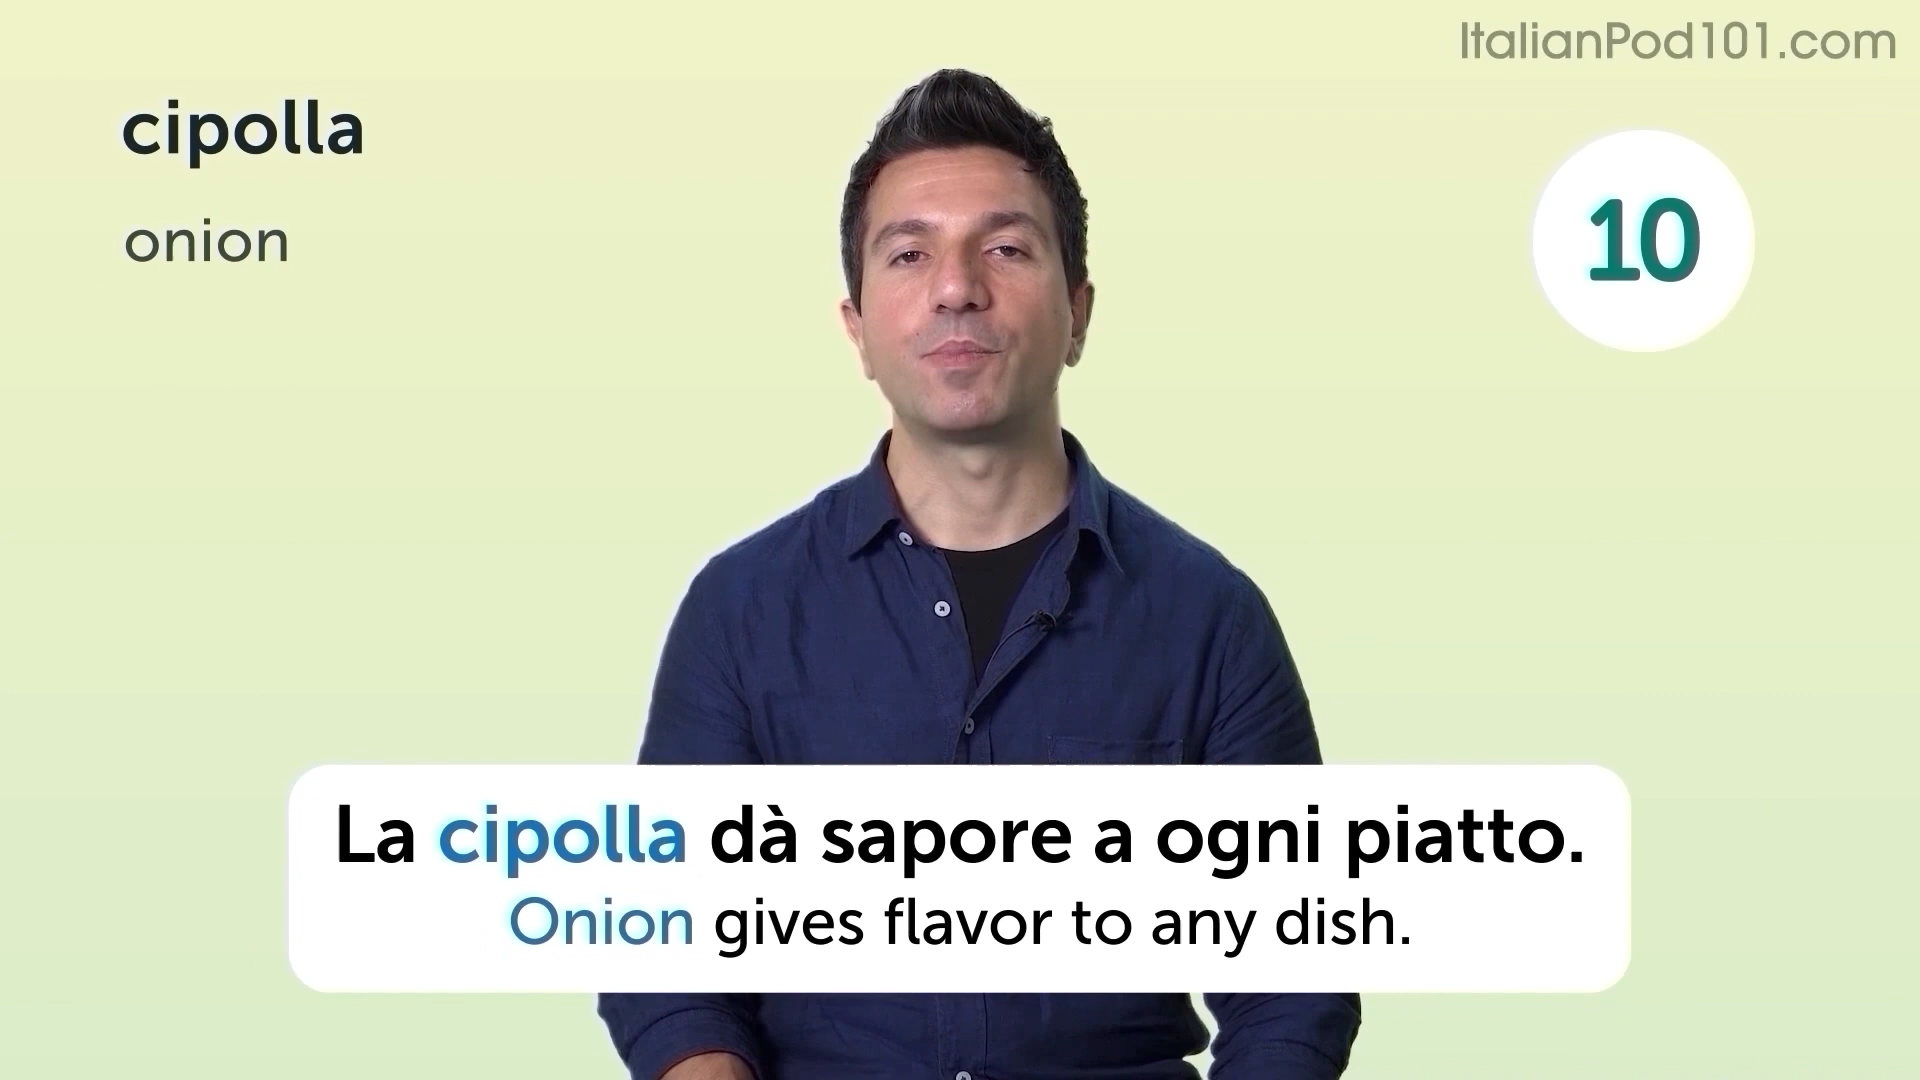 ItalianPod101.com
cipolla
onion
10
La cipolla dà sapore a ogni piatto.
Onion gives flavor to any dish.